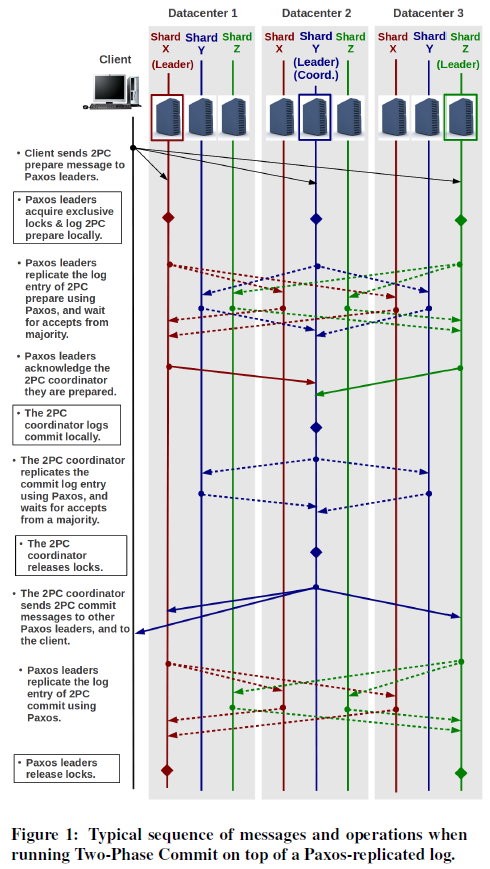 Datacenter 1 Datacenter 2 Datacenter 3
Shard Shard Shard Shard Shard Shard Shard Shard Shard
X Y Z X Y Z X Y Z
(Leader) (Leader) (Leader)
(Coord.)
Client
• Client sends 2PC
prepare message to
Paxos leaders.
• Paxos leaders
acquire exclusive
locks & log 2PC
prepare locally.
• Paxos leaders
replicate the log
entry of 2PC
prepare using
Paxos, and wait
for accepts from
majority.
• Paxos leaders
acknowledge the
2PC coordinator
they are prepared.
• The 2PC
coordinator logs
commit locally.
• The 2PC coordinator
replicates the
commit log entry
using Paxos, and
waits for accepts
from a majority.
• The 2PC
coordinator
releases locks.
• The 2PC coordinator
sends 2PC commit
messages to other
Paxos leaders, and to
the client.
• Paxos leaders
replicate the log
entry of 2PC
commit using
Paxos.
• Paxos leaders
release locks.
Figure 1: Typical sequence of messages and operations when
running Two-Phase Commit on top of a Paxos-replicated log.